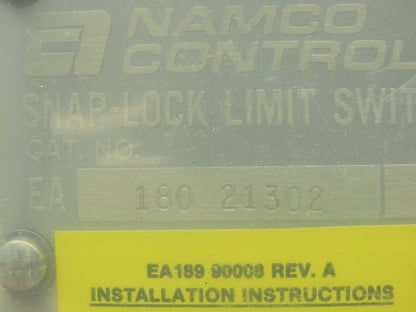 NAMCO
CONTROL
SNAP-LOCK LIMIT SWIT
CAT. NO.
EA 180 21302
EA189 90008 REV. A
INSTALLATION INSTRUCTIONS